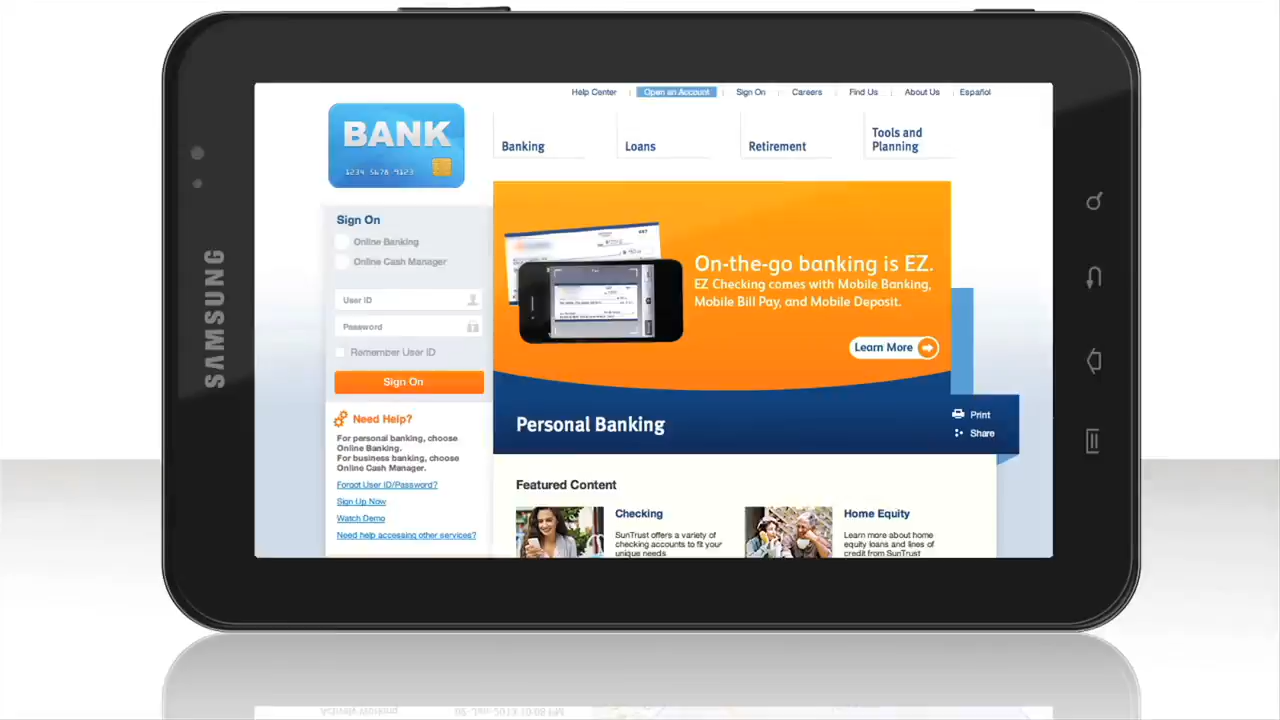 SAMSUNG
Help Center
Open an Account
Sign On
Careers
Find Us
About Us
Español
BANK
1234 5678 9123
Banking
Loans
Retirement
Tools and
Planning
Sign On
Online Banking
Online Cash Manager
User ID
Password
Remember User ID
Sign On
Need Help?
For personal banking, choose
Online Banking.
For business banking, choose
Online Cash Manager.
Forgot User ID/Password?
Sign Up Now
Watch Demo
Need help accessing other services?
On-the-go banking is EZ.
EZ Checking comes with Mobile Banking,
Mobile Bill Pay, and Mobile Deposit.
Learn More
Personal Banking
Print
Share
Featured Content
Checking
SunTrust offers a variety of
checking accounts to fit your
unique needs
Home Equity
Learn more about home
equity loans and lines of
credit from SunTrust